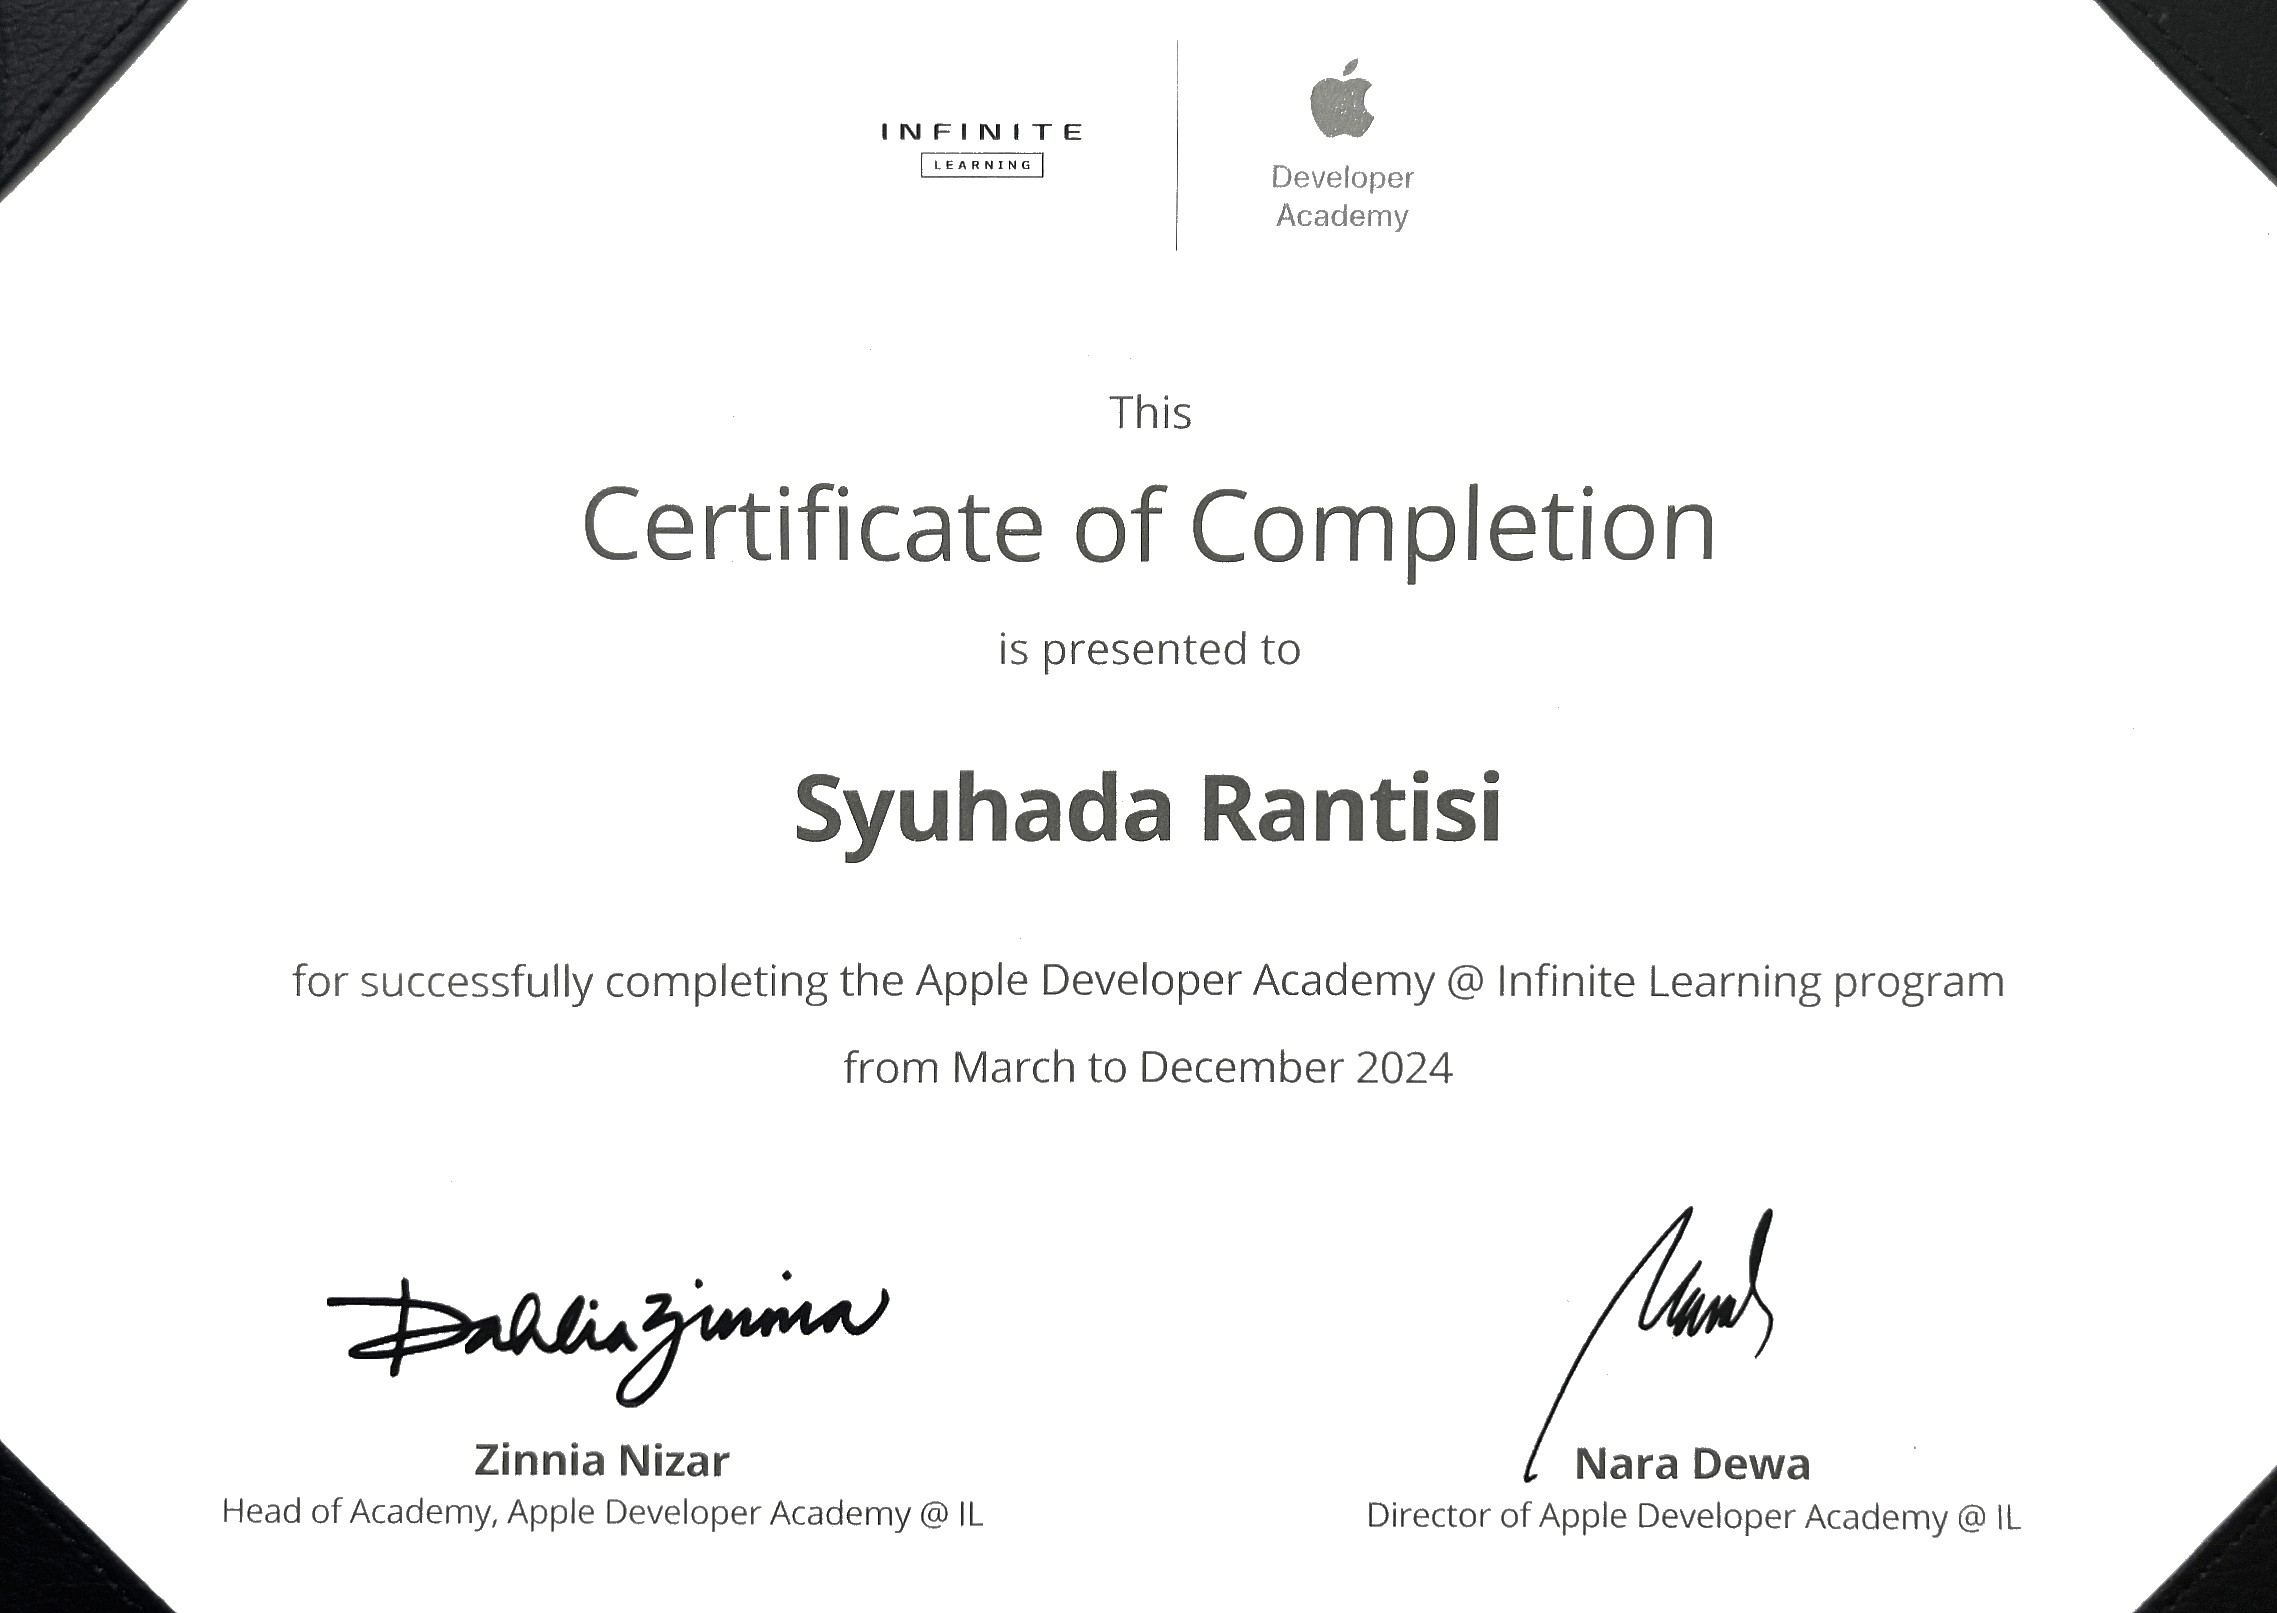 INFINITE
LEARNING
Developer
Academy
This
Certificate of Completion
is presented to
Syuhada Rantisi
for successfully completing the Apple Developer Academy @ Infinite Learning program
from March to December 2024
Dahlia Zinnia
Zinnia Nizar
Head of Academy, Apple Developer Academy @ IL
Nara Dewa
Director of Apple Developer Academy @ IL